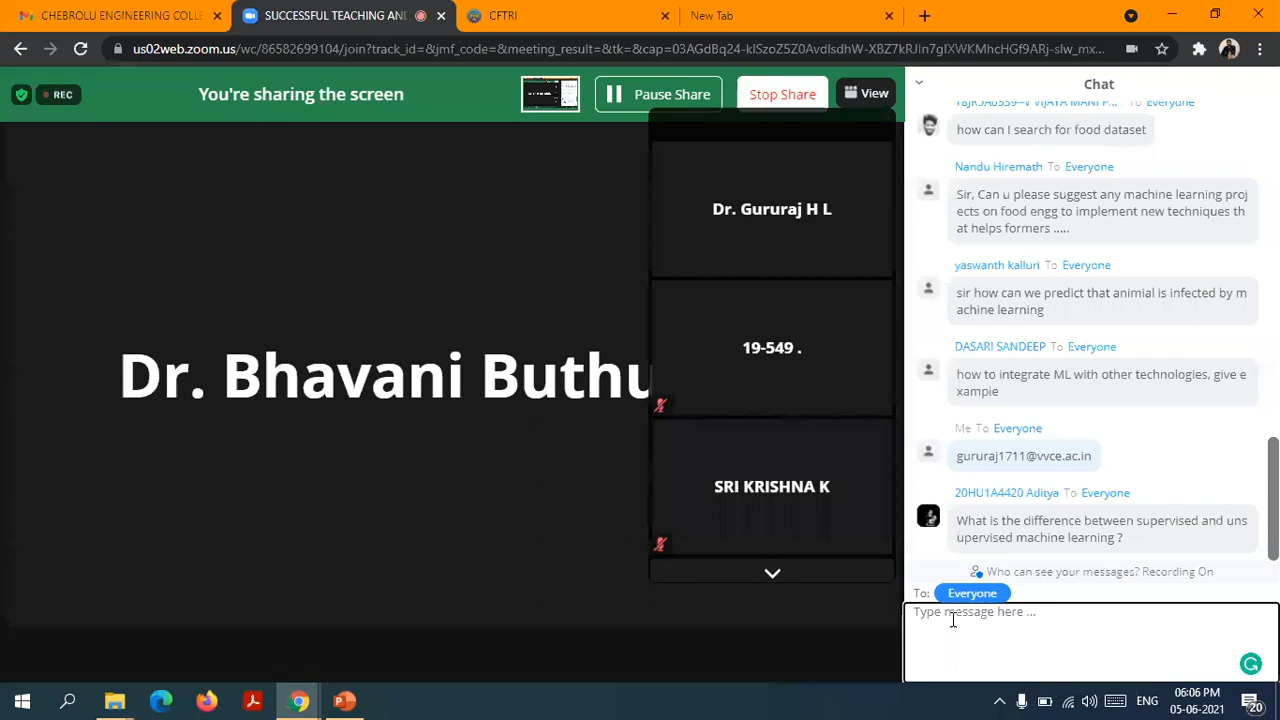 CHEBROLU ENGINEERING COLLE
SUCCESSFUL TEACHING AN
CFTRI
New Tab
us02web.zoom.us/wc/86582699104/join?track_id=&jmf_code=&meeting_result=&tk=&cap=
REC
You're sharing the screen
Pause Share
Stop Share
View
Dr. Bhavani Buthu
Dr. Gururaj H L
19-549 .
SRI KRISHNA K
Chat
To Everyone
how can I search for food dataset
Nandu Hiremath To Everyone
Sir, Can u please suggest any machine learning proj
ects on food engg to implement new techniques th
at helps formers .....
yaswanth kalluri To Everyone
sir how can we predict that animial is infected by m
achine learning
DASARI SANDEEP To Everyone
how to integrate ML with other technologies, give e
xample
Me To Everyone
gururaj1711@vvce.ac.in
20HU1A4420 Aditya To Everyone
What is the difference between supervised and uns
upervised machine learning ?
Who can see your messages? Recording On
To: Everyone
Type message here ...
ENG
06:06 PM
05-06-2021
20